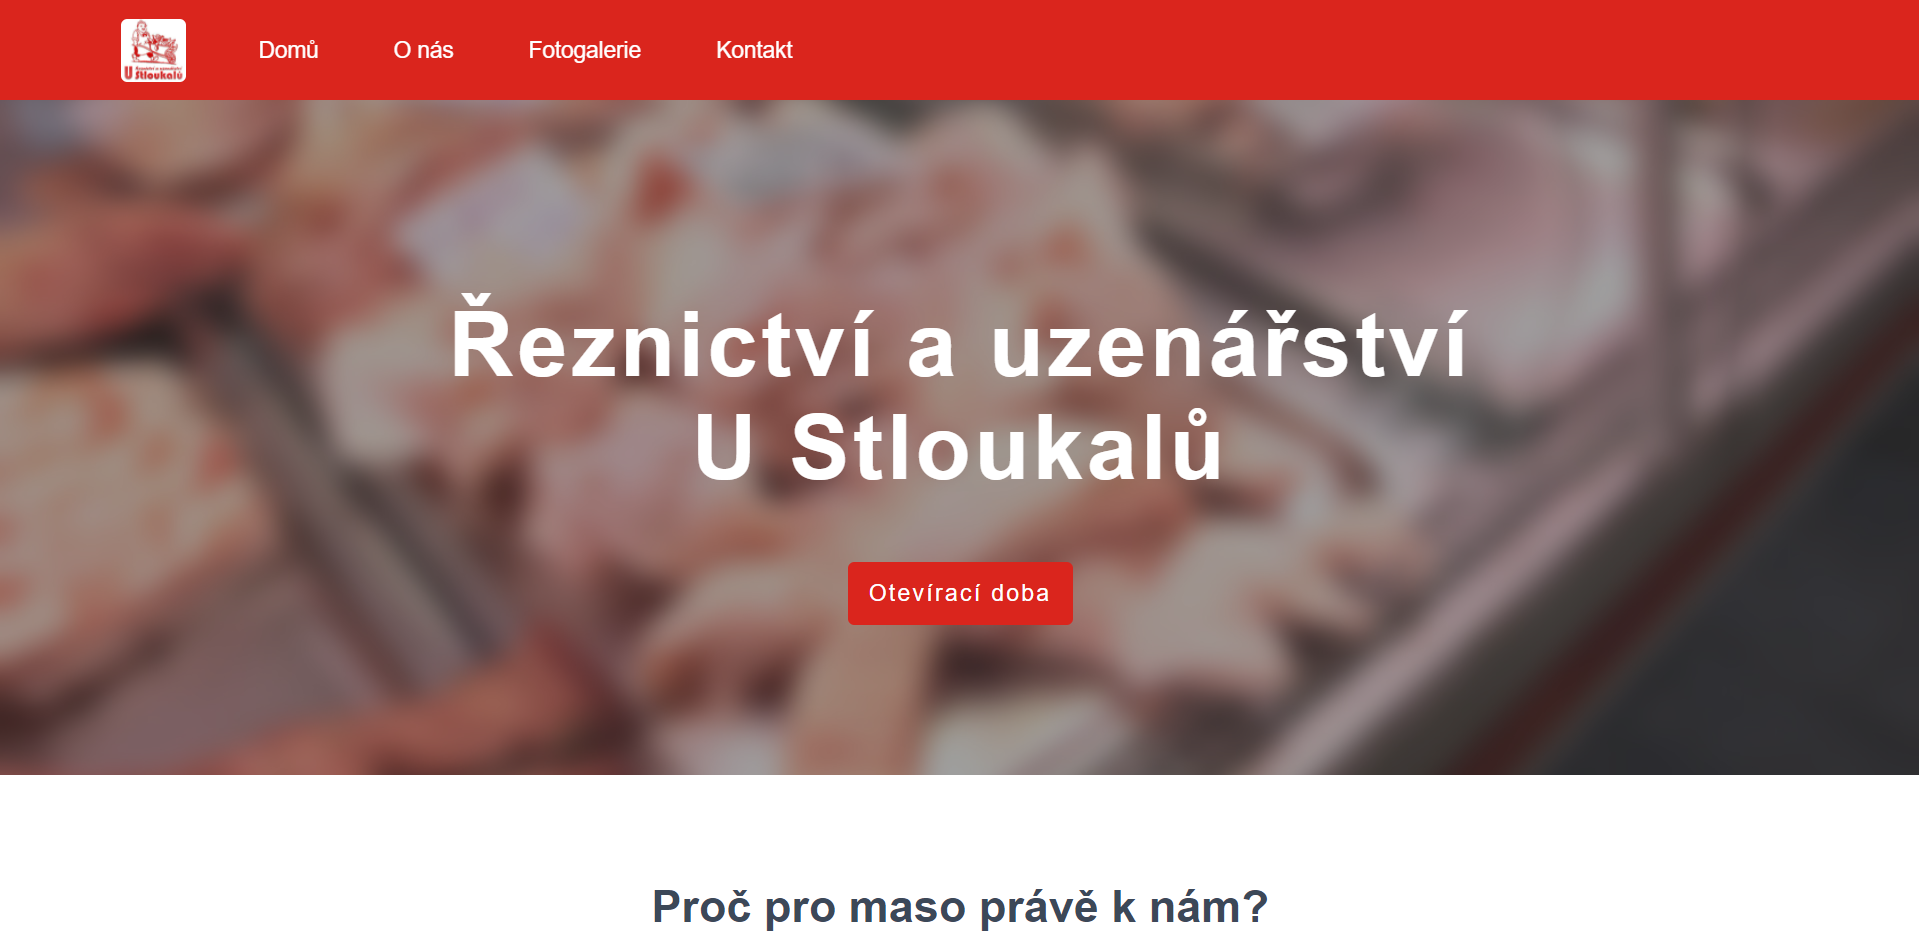 U Stloukalů
Domů
O nás
Fotogalerie
Kontakt
Řeznictví a uzenářství
U Stloukalů
Otevírací doba
Proč pro maso právě k nám?